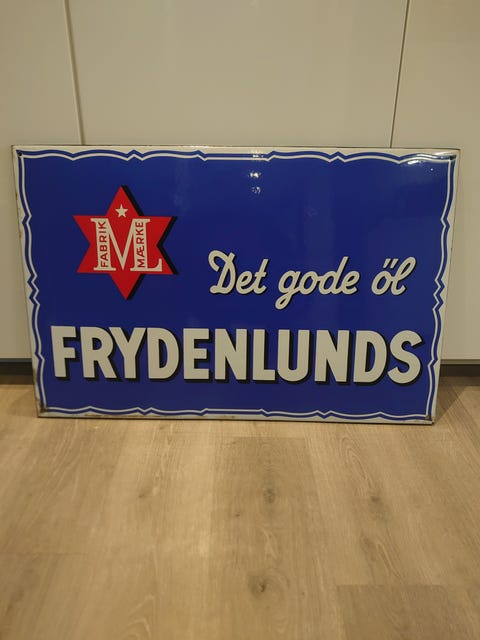 FABRIK
ML
MÆRKE
Det gode öl
FRYDENLUNDS